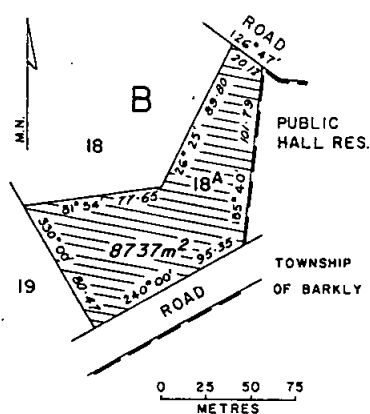 ROAD
126° 47'
20.12
M.N.
B
18
89.80
26° 25'
101.79
185° 40'
PUBLIC
HALL RES.
18A
81° 54' 77.65
330° 00'
80.47
8737m²
95.35
240° 00'
19
ROAD
TOWNSHIP
OF BARKLY
0 25 50 75
METRES